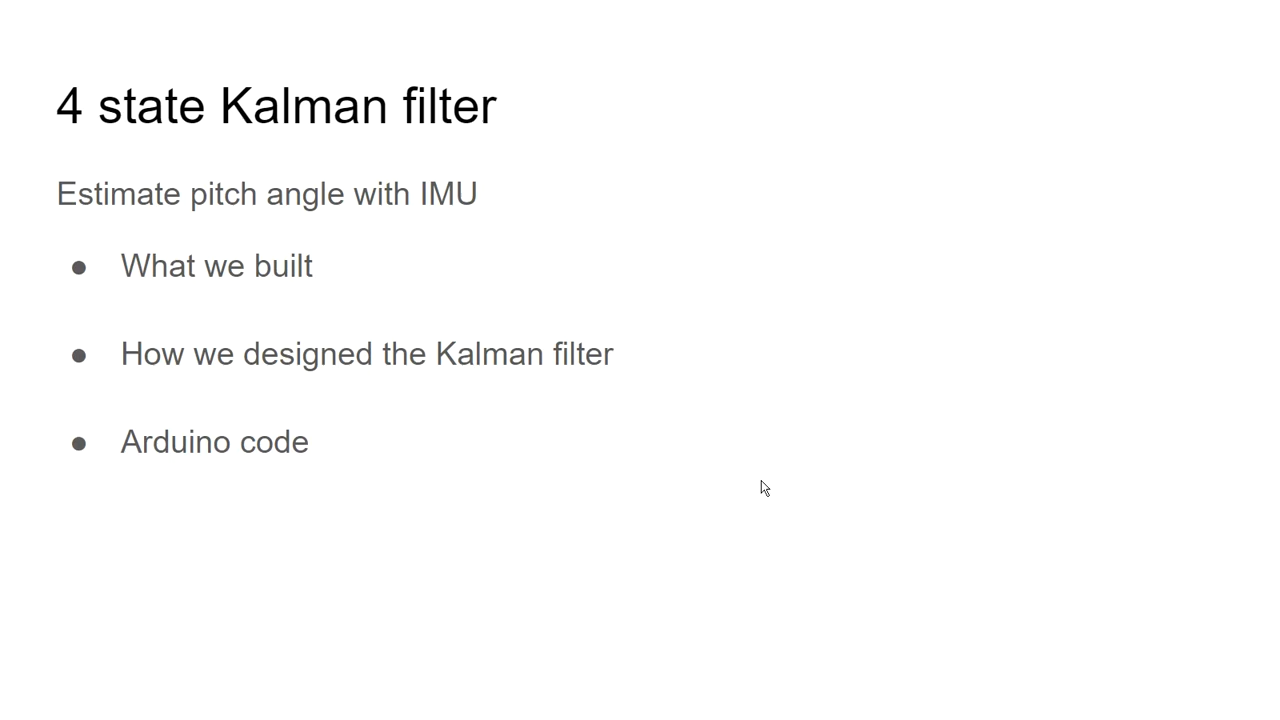 4 state Kalman filter
Estimate pitch angle with IMU
● What we built
● How we designed the Kalman filter
● Arduino code